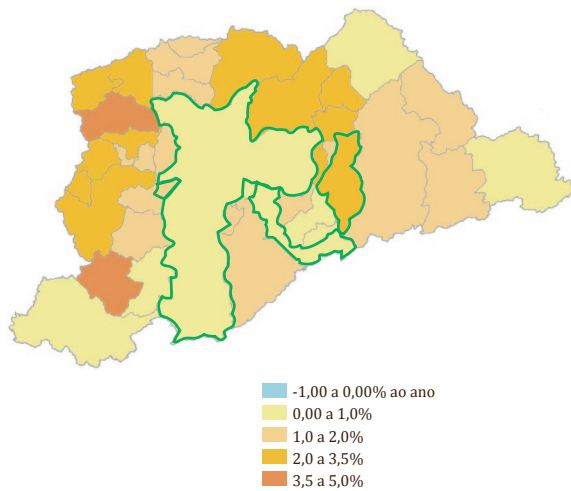 -1,00 a 0,00% ao ano
0,00 a 1,0%
1,0 a 2,0%
2,0 a 3,5%
3,5 a 5,0%